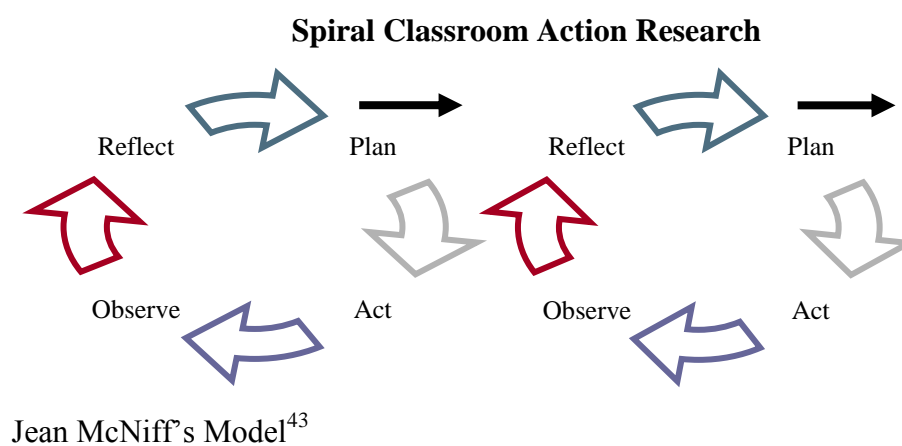 Spiral Classroom Action Research
Reflect Plan Reflect Plan
Observe Act Observe Act
Jean McNiff's Model43